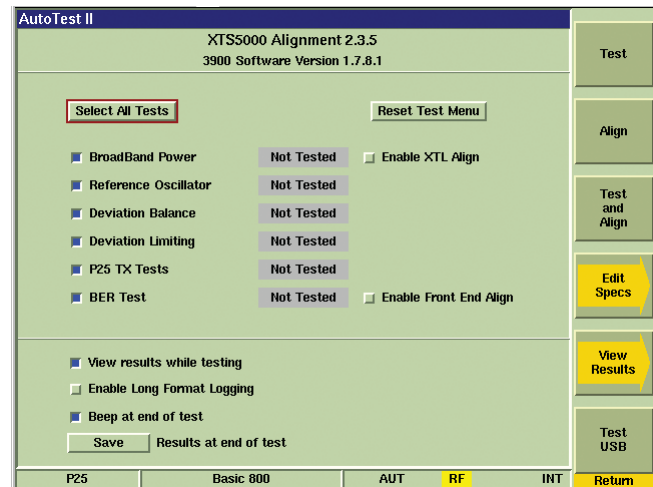 AutoTest II
XTS5000 Alignment 2.3.5
3900 Software Version 1.7.8.1
Select All Tests
Reset Test Menu
BroadBand Power Not Tested Enable XTL Align
Reference Oscillator Not Tested
Deviation Balance Not Tested
Deviation Limiting Not Tested
P25 TX Tests Not Tested
BER Test Not Tested Enable Front End Align
View results while testing
Enable Long Format Logging
Beep at end of test
Save Results at end of test
P25 Basic 800 AUT RF INT
Test
Align
Test
and
Align
Edit
Specs
View
Results
Test
USB
Return